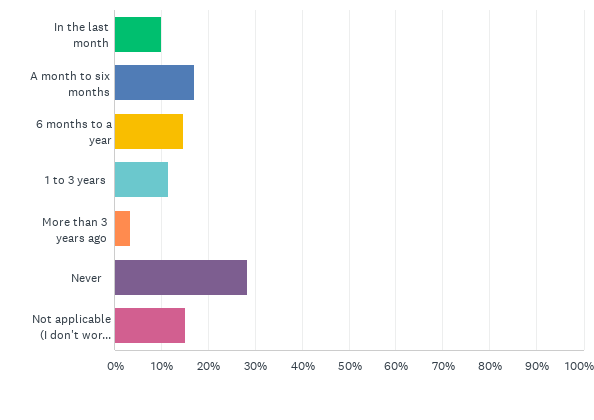 In the last
month
A month to six
months
6 months to a
year
1 to 3 years
More than 3
years ago
Never
Not applicable
(I don't wor...
0% 10% 20% 30% 40% 50% 60% 70% 80% 90% 100%